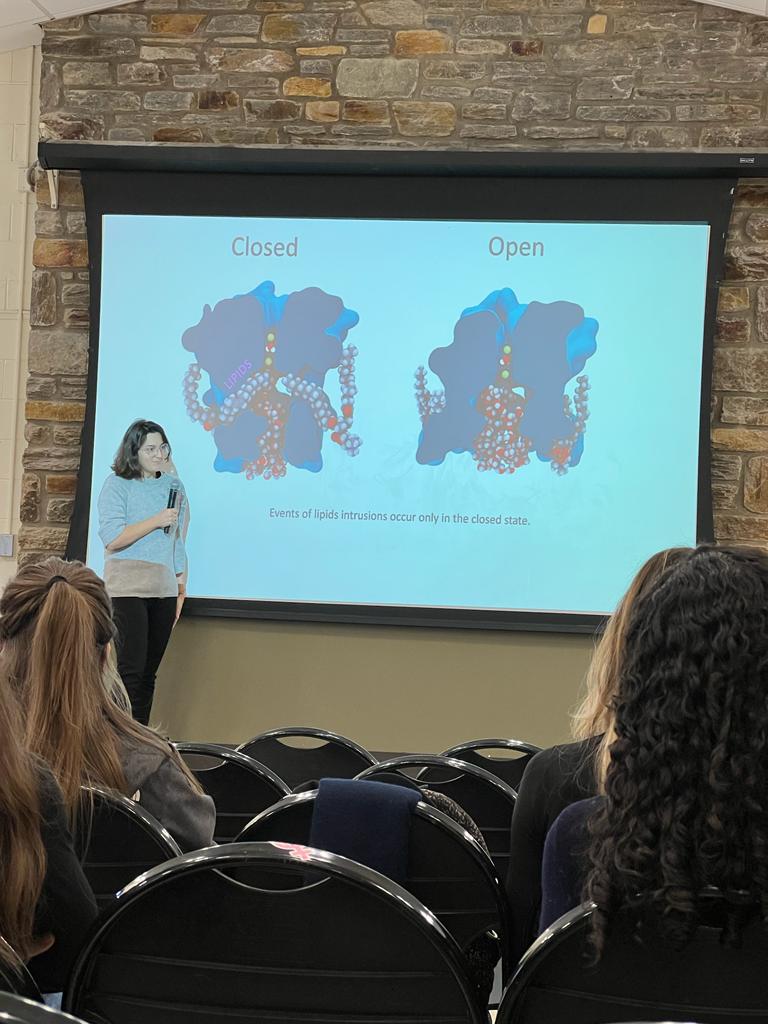 Closed
Open
LIPIDS
Events of lipids intrusions occur only in the closed state.